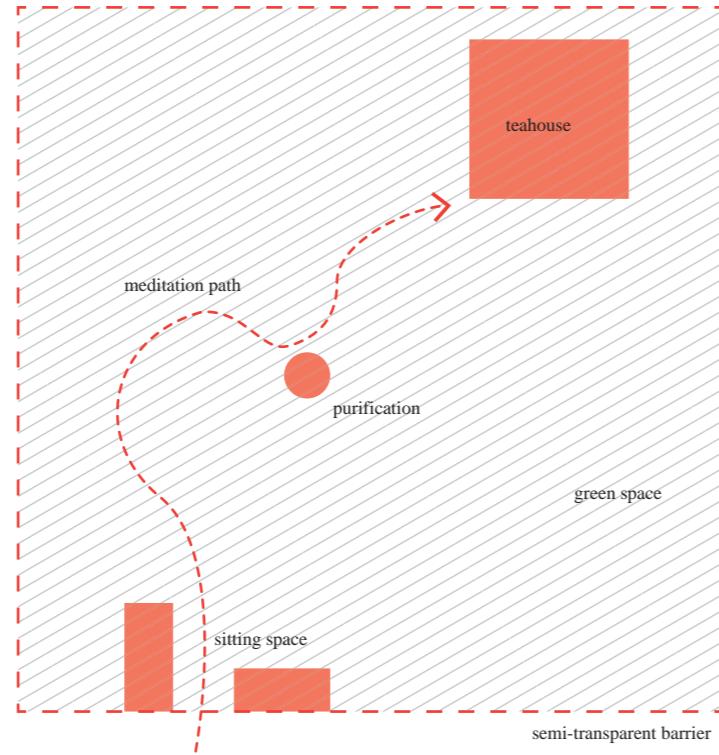 teahouse
meditation path
purification
green space
sitting space
semi-transparent barrier